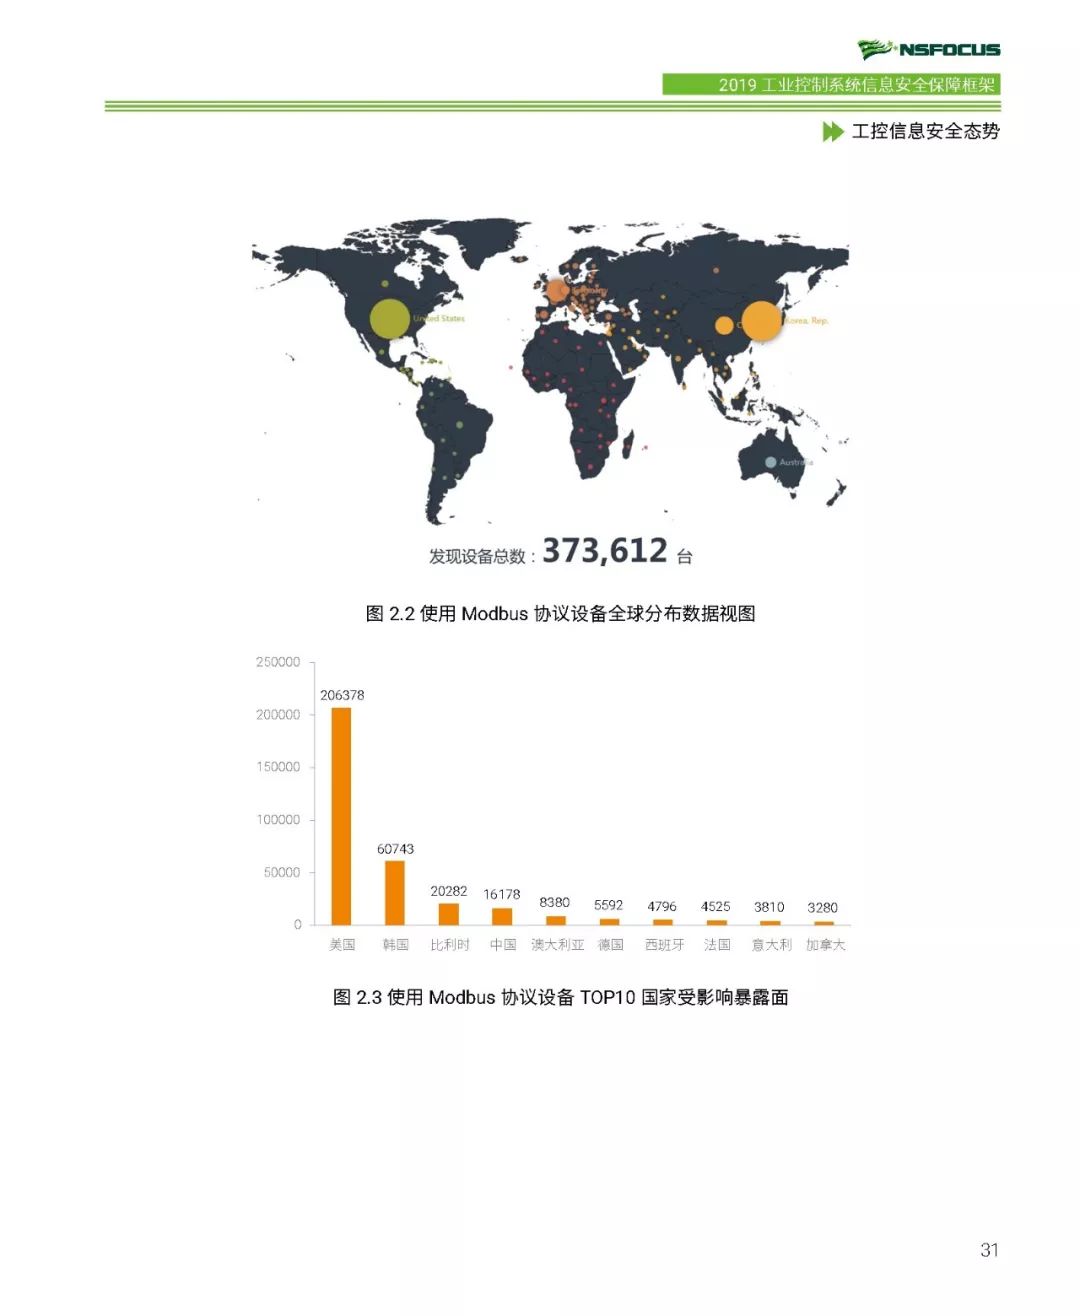 NSFOCUS
2019 工业控制系统信息安全保障框架
工控信息安全态势
United States
Korea, Rep.
Australia
发现设备总数：373,612 台
图 2.2 使用 Modbus 协议设备全球分布数据视图
250000
206378
200000
150000
100000
60743
50000
20282 16178 8380 5592 4796 4525 3810 3280
0
美国 韩国 比利时 中国 澳大利亚 德国 西班牙 法国 意大利 加拿大
图 2.3 使用 Modbus 协议设备 TOP10 国家受影响暴露面
31